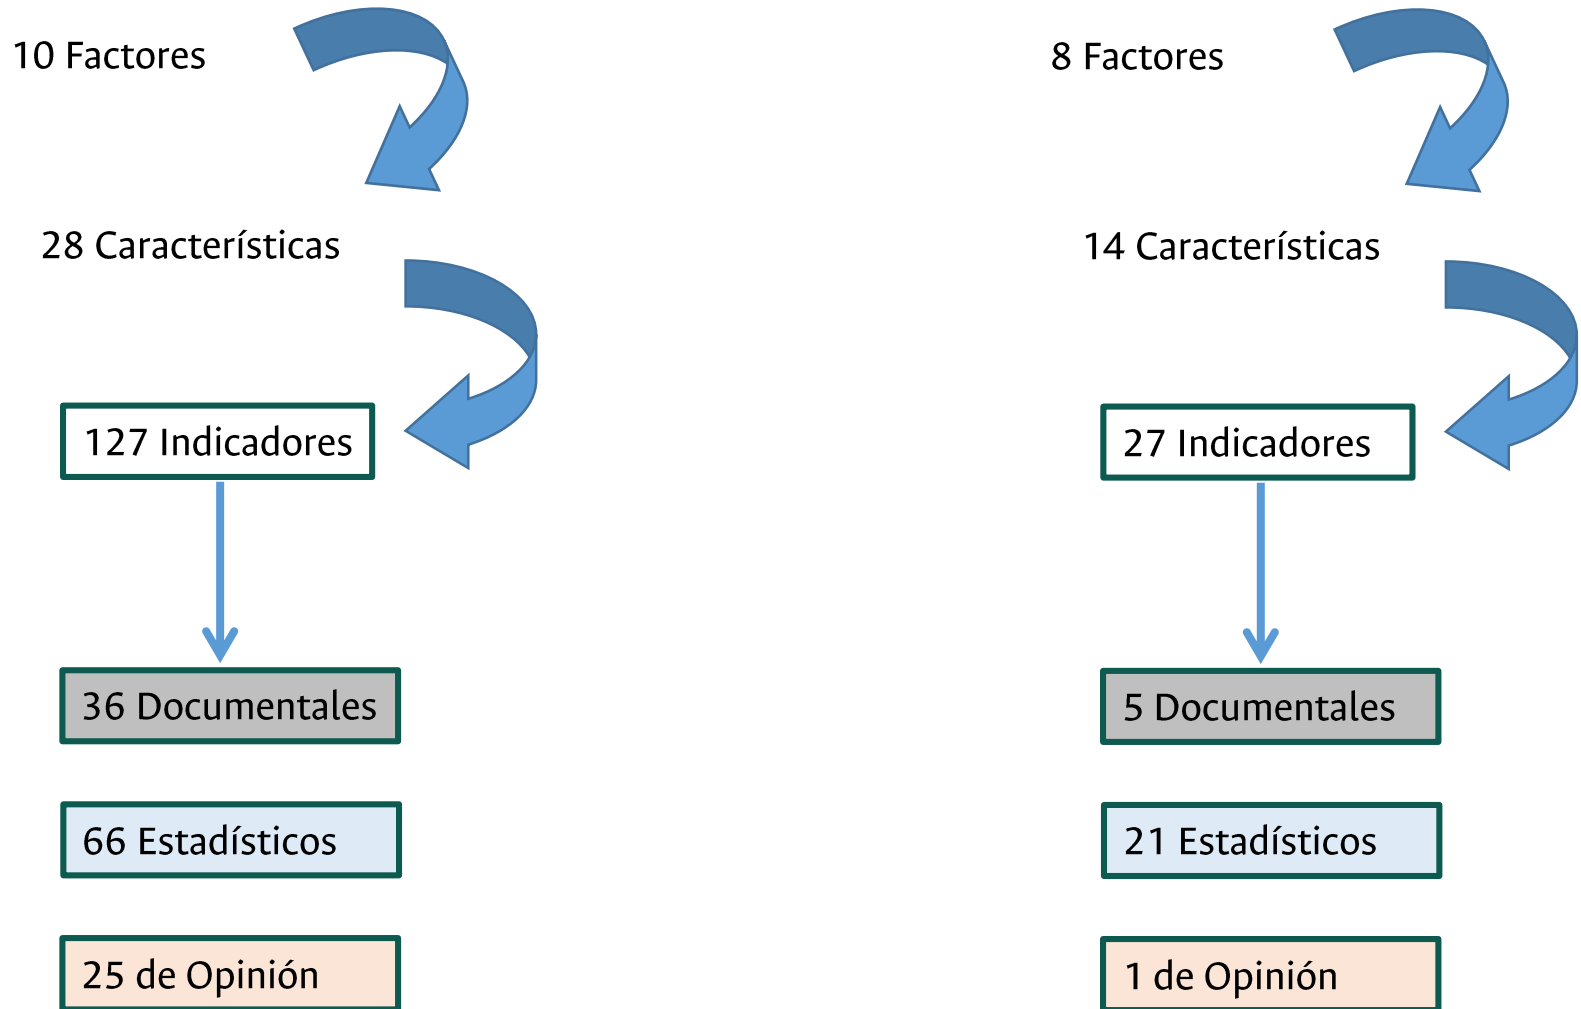 10 Factores
28 Características
127 Indicadores
36 Documentales
66 Estadísticos
25 de Opinión
8 Factores
14 Características
27 Indicadores
5 Documentales
21 Estadísticos
1 de Opinión